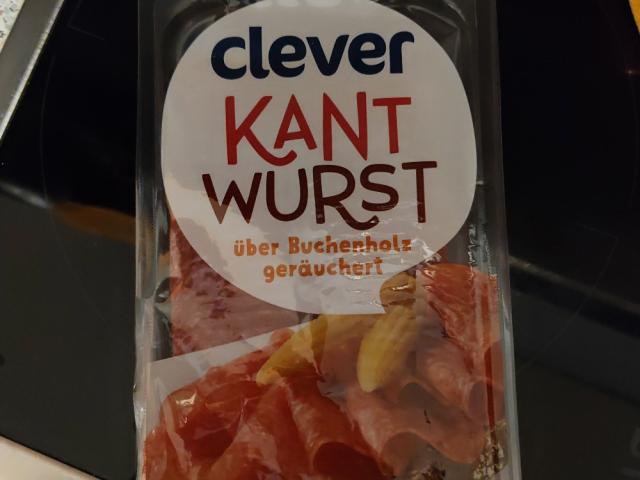 clever
KANT
WURST
über Buchenholz
geräuchert